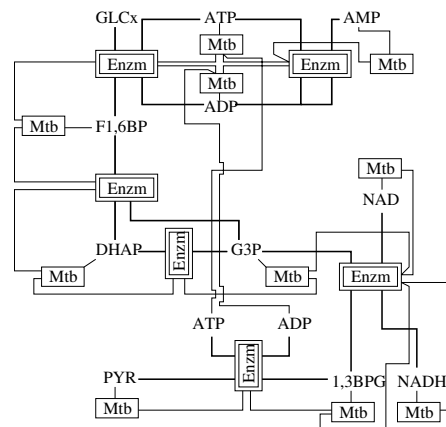 GLCx ATP AMP
Mtb
Enzm Enzm Mtb
Mtb
ADP
Mtb F1,6BP
Mtb
Enzm
NAD
DHAP Enzm G3P
Mtb Mtb Enzm
ATP ADP
Enzm
PYR 1,3BPG NADH
Mtb Mtb Mtb